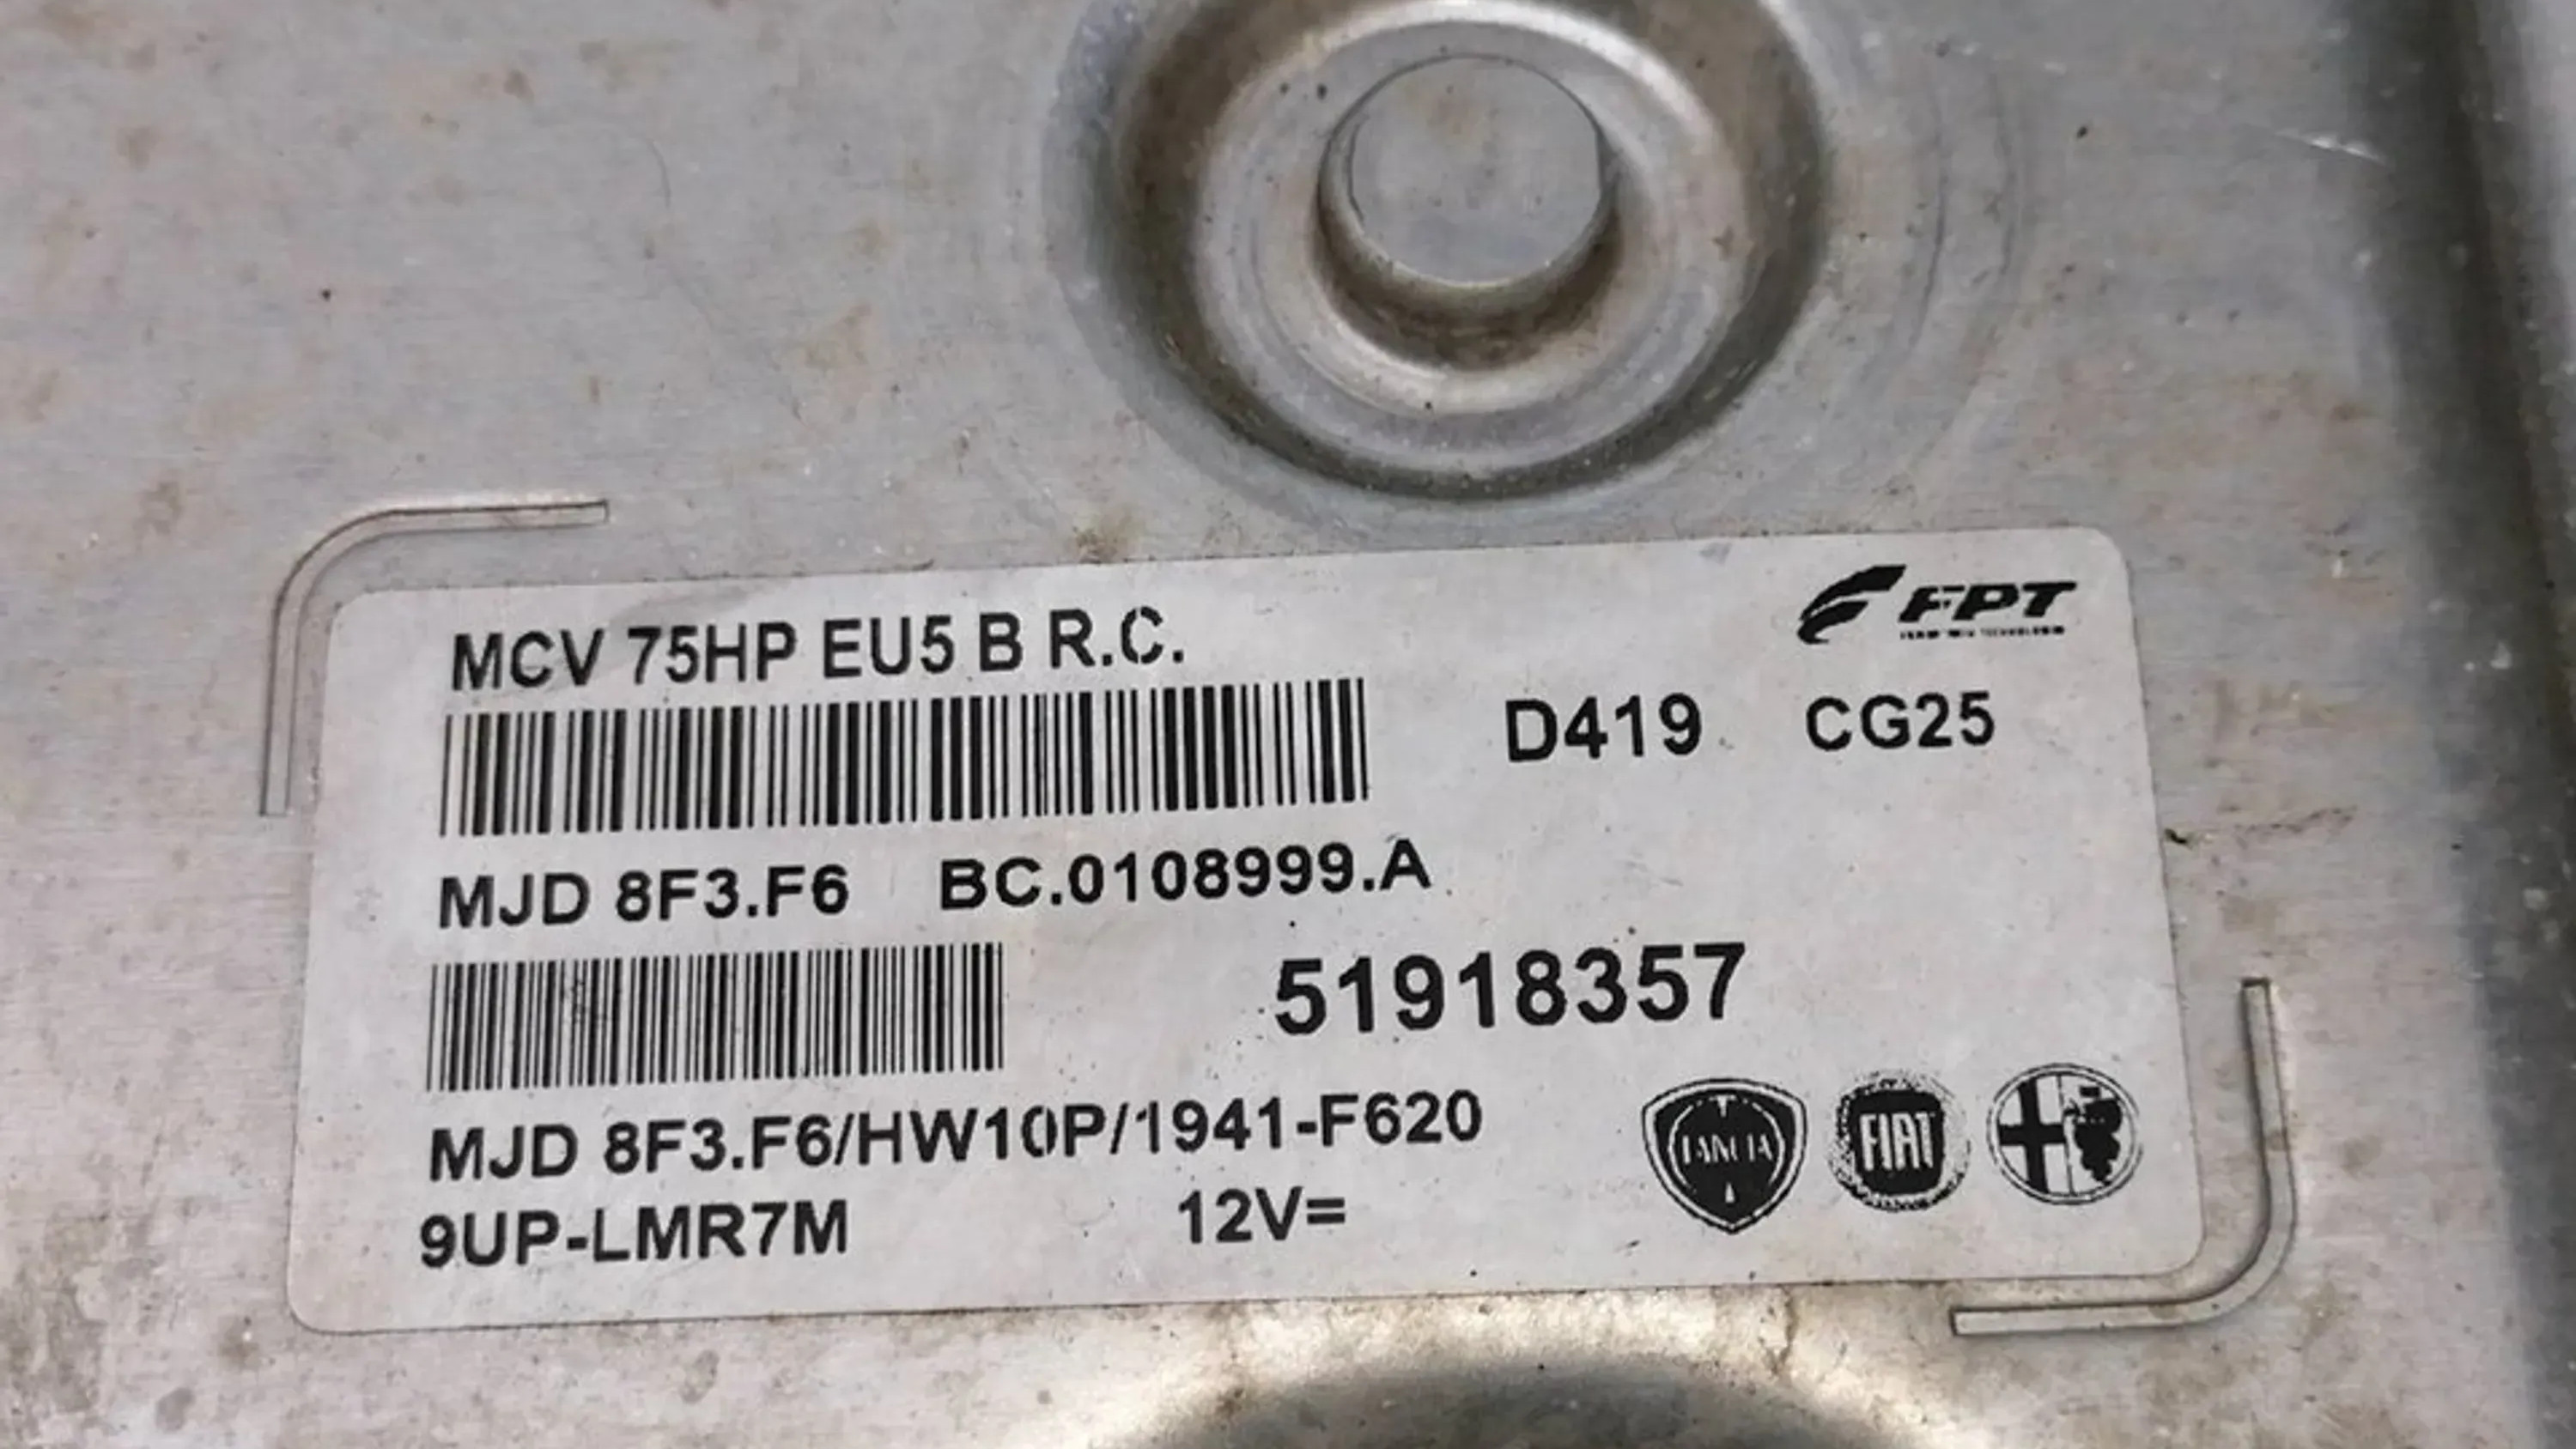 MCV 75HP EU5 B R.C.
FPT
D419 CG25
MJD 8F3.F6 BC.0108999.A
51918357
MJD 8F3.F6/HW10P/1941-F620
LANCIA
FIAT
9UP-LMR7M 12V=